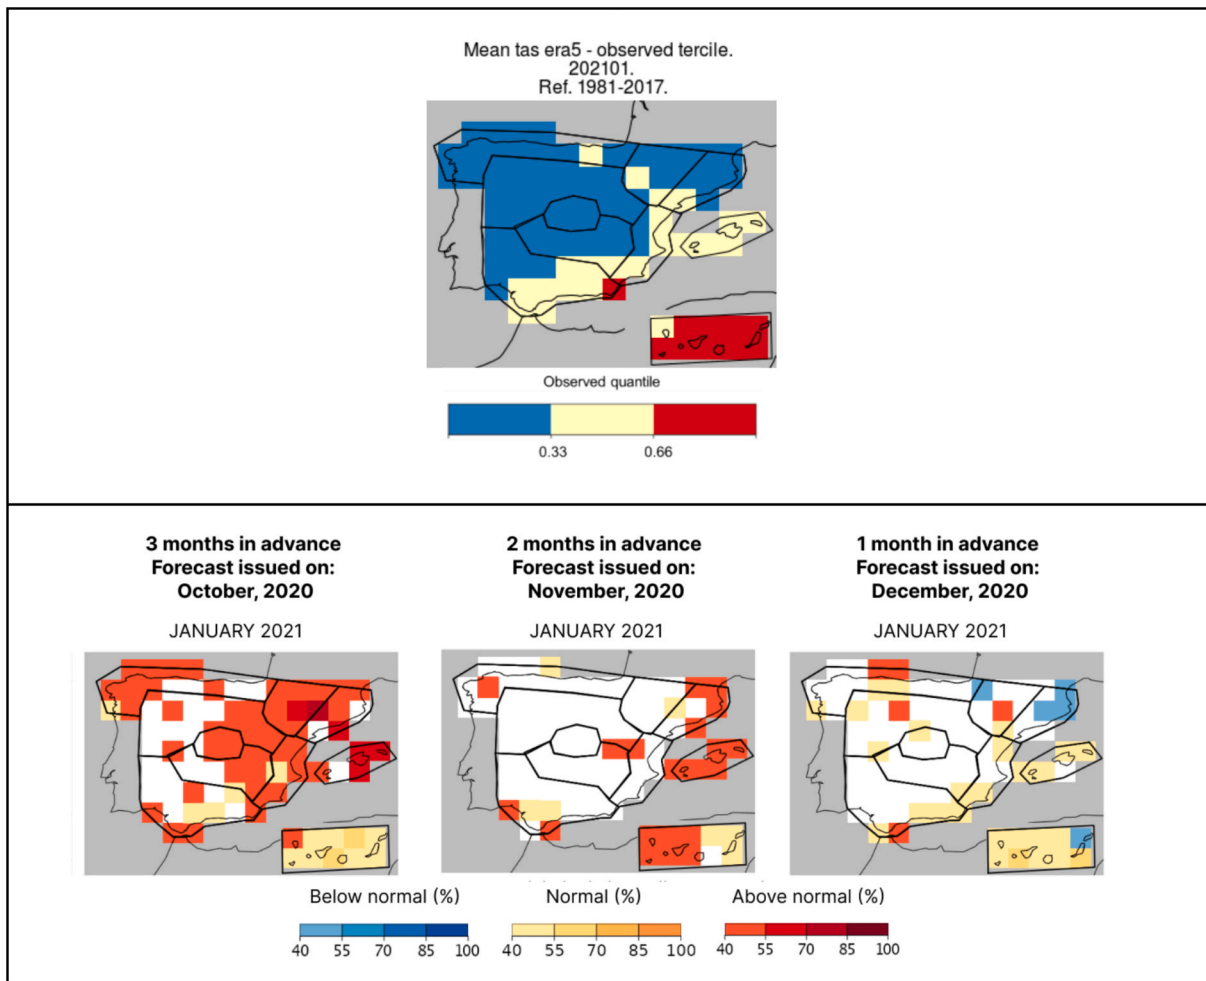 Mean tas era5 - observed tercile.
202101.
Ref. 1981-2017.
Observed quantile
0.33 0.66
3 months in advance
Forecast issued on:
October, 2020
JANUARY 2021
2 months in advance
Forecast issued on:
November, 2020
JANUARY 2021
1 month in advance
Forecast issued on:
December, 2020
JANUARY 2021
Below normal (%)
40 55 70 85 100
Normal (%)
40 55 70 85 100
Above normal (%)
40 55 70 85 100